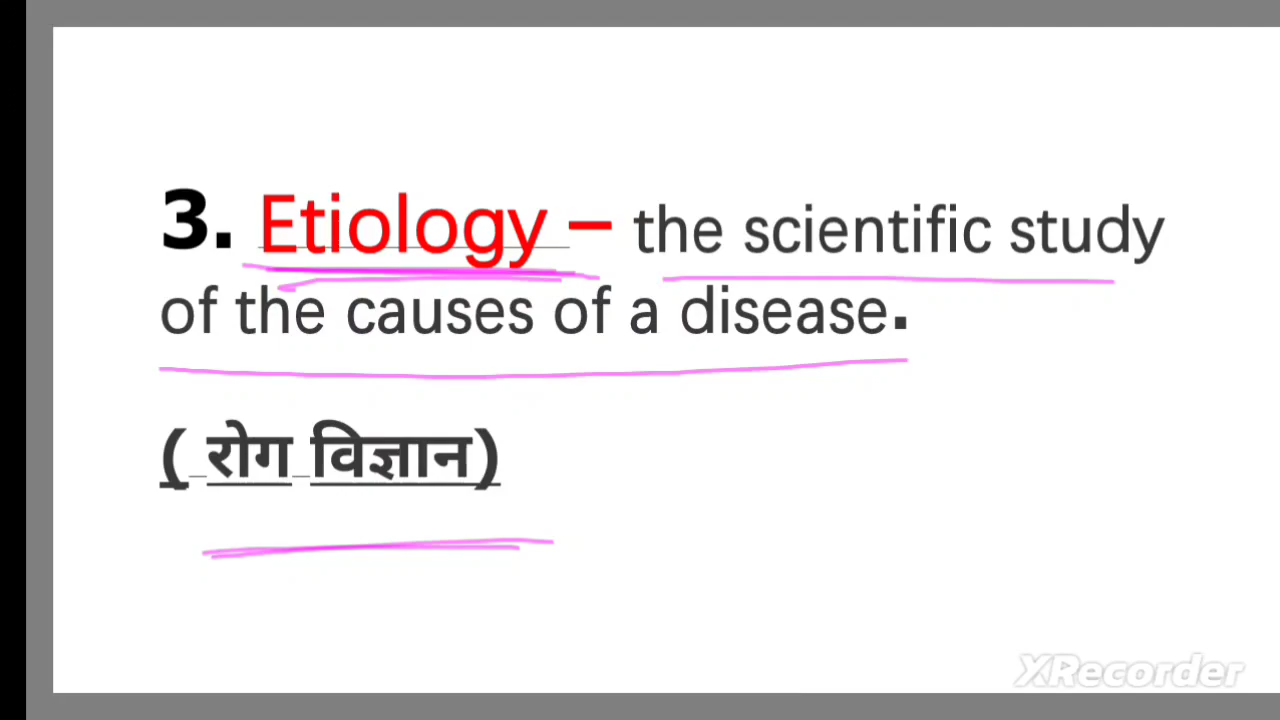 3. Etiology – the scientific study
of the causes of a disease.
( रोग विज्ञान)
XRecorder